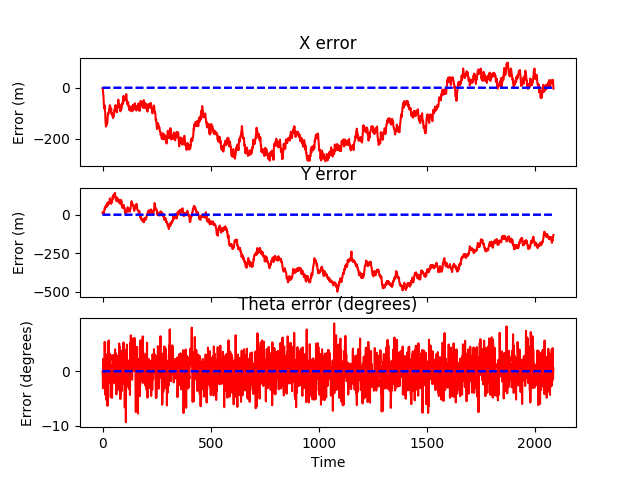 X error
Error (m)
0
−200
Y error
Error (m)
0
−250
−500
Theta error (degrees)
Error (degrees)
0
−10
0
500
1000
1500
2000
Time